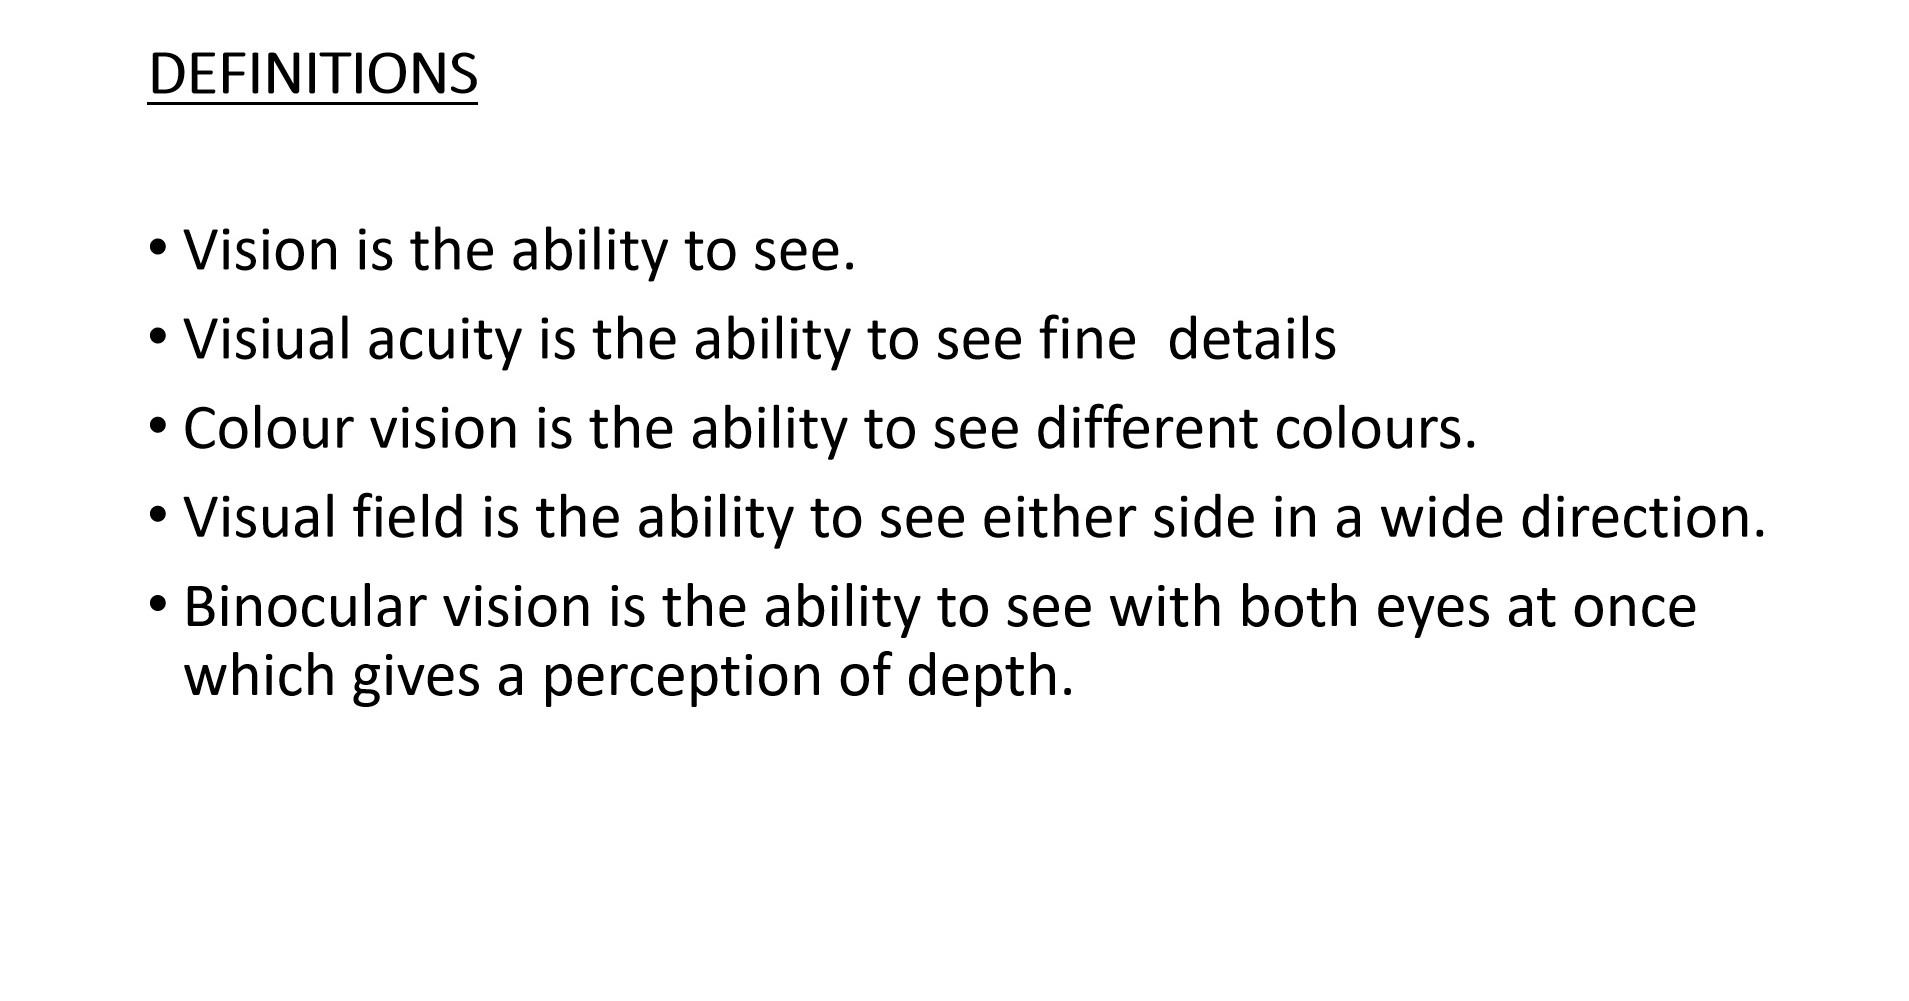 DEFINITIONS
• Vision is the ability to see.
• Visiual acuity is the ability to see fine  details
• Colour vision is the ability to see different colours.
• Visual field is the ability to see either side in a wide direction.
• Binocular vision is the ability to see with both eyes at once
which gives a perception of depth.